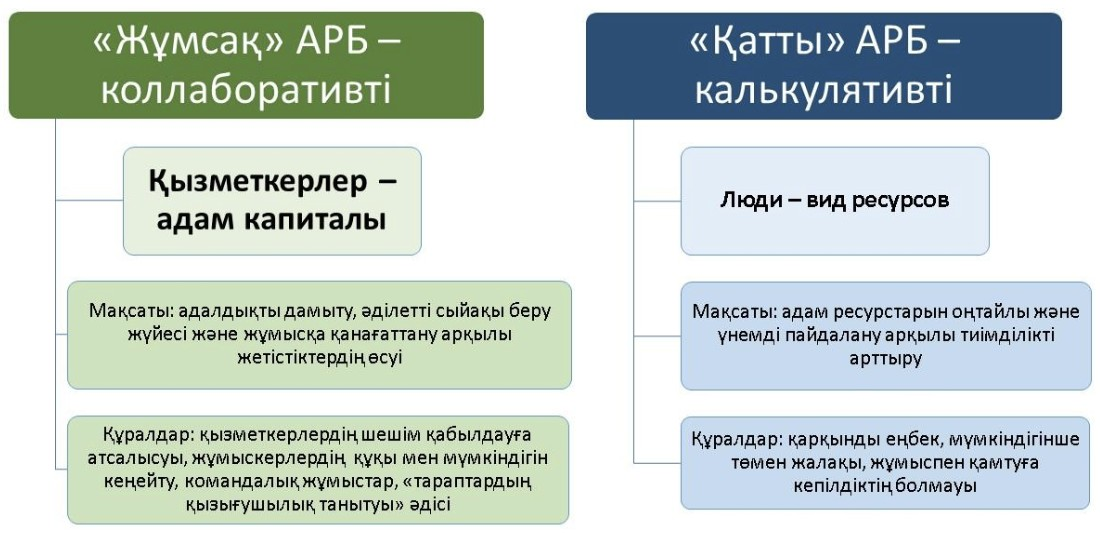 «Жұмсақ» АРБ –
коллаборативті
Қызметкерлер –
адам капиталы
Мақсаты: адалдықты дамыту, әділетті сыйақы беру
жүйесі және жұмысқа қанағаттану арқылы
жетістіктердің өсуі
Құралдар: қызметкерлердің шешім қабылдауға
атсалысуы, жұмыскерлердің құқы мен мүмкіндігін
кеңейту, командалық жұмыстар, «тараптардың
қызығушылық танытуы» әдісі
«Қатты» АРБ –
калькулятивті
Люди – вид ресурсов
Мақсаты: адам ресурстарын оңтайлы және
үнемді пайдалану арқылы тиімділікті
арттыру
Құралдар: қарқынды еңбек, мүмкіндігінше
төмен жалақы, жұмыспен қамтуға
кепілдіктің болмауы